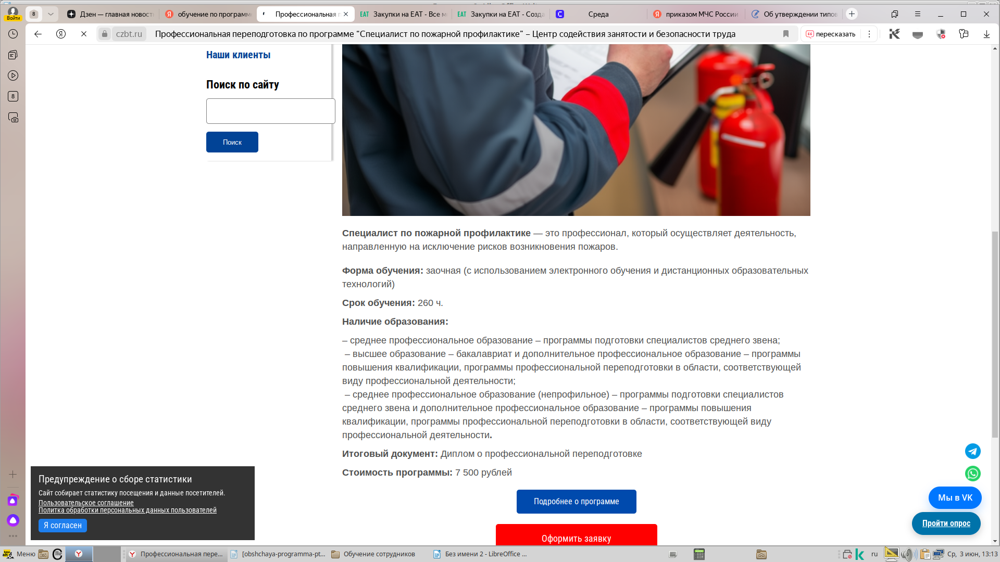 Войти
8
Дзен — главная новост
обучение по программ
Профессиональная п
ЕАТ Закупки на ЕАТ - Все м
ЕАТ Закупки на ЕАТ - Созда
Среда
приказом МЧС России
Об утверждении типов
czbt.ru
Профессиональная переподготовка по программе “Специалист по пожарной профилактике” – Центр содействия занятости и безопасности труда
пересказать
8
Наши клиенты
Поиск по сайту
Поиск
Специалист по пожарной профилактике — это профессионал, который осуществляет деятельность,
направленную на исключение рисков возникновения пожаров.
Форма обучения: заочная (с использованием электронного обучения и дистанционных образовательных
технологий)
Срок обучения: 260 ч.
Наличие образования:
– среднее профессиональное образование – программы подготовки специалистов среднего звена;
– высшее образование – бакалавриат и дополнительное профессиональное образование – программы
повышения квалификации, программы профессиональной переподготовки в области, соответствующей
виду профессиональной деятельности;
– среднее профессиональное образование (непрофильное) – программы подготовки специалистов
среднего звена и дополнительное профессиональное образование – программы повышения
квалификации, программы профессиональной переподготовки в области, соответствующей виду
профессиональной деятельности.
Итоговый документ: Диплом о профессиональной переподготовке
Стоимость программы: 7 500 рублей
Подробнее о программе
Оформить заявку
Предупреждение о сборе статистики
Сайт собирает статистику посещения и данные посетителей.
Пользовательское соглашение
Политка обработки персональных данных пользователей
Я согласен
Мы в VK
Пройти опрос
Меню
Профессиональная пере...
[obshchaya-programma-pt...
Обучение сотрудников
Без имени 2 - LibreOffice ...
ru
Ср, 3 июн, 13:13